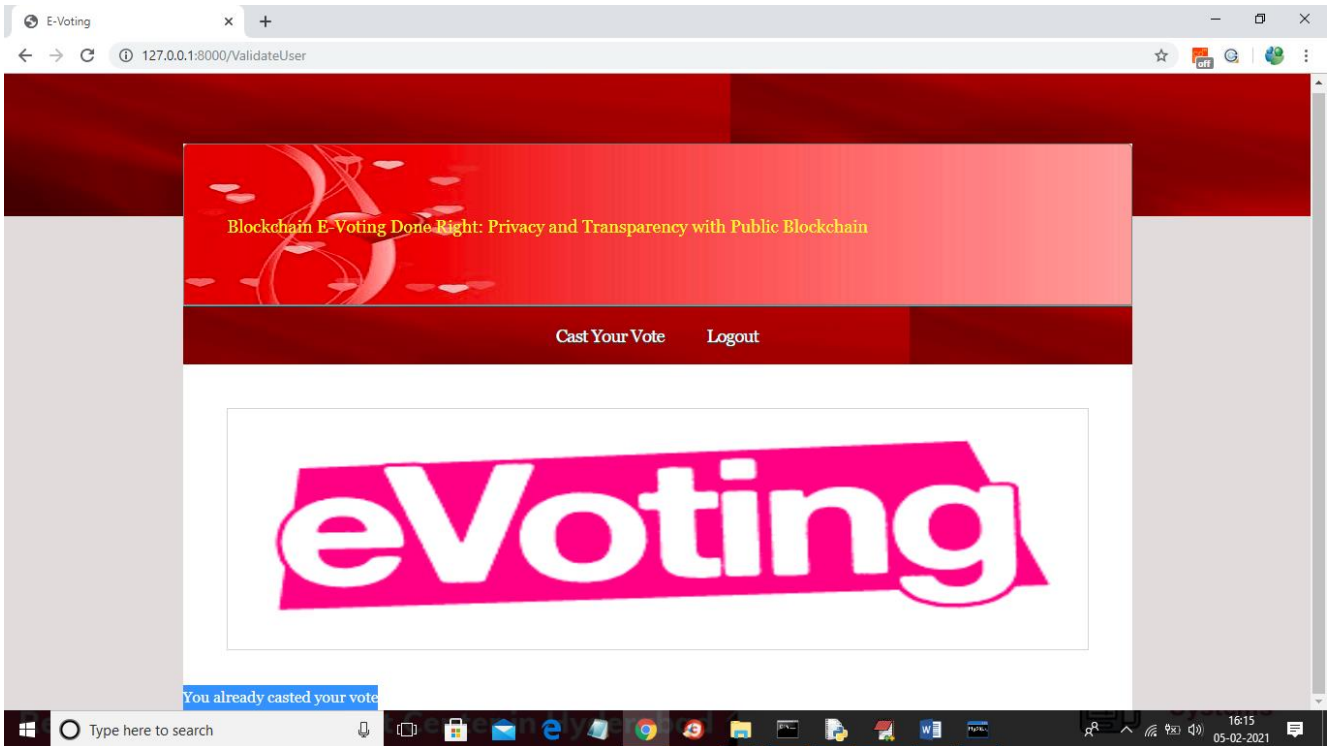 E-Voting
127.0.0.1:8000/ValidateUser
off
Blockchain E-Voting Done Right: Privacy and Transparency with Public Blockchain
Cast Your Vote Logout
eVoting
You already casted your vote
Type here to search
16:15
05-02-2021